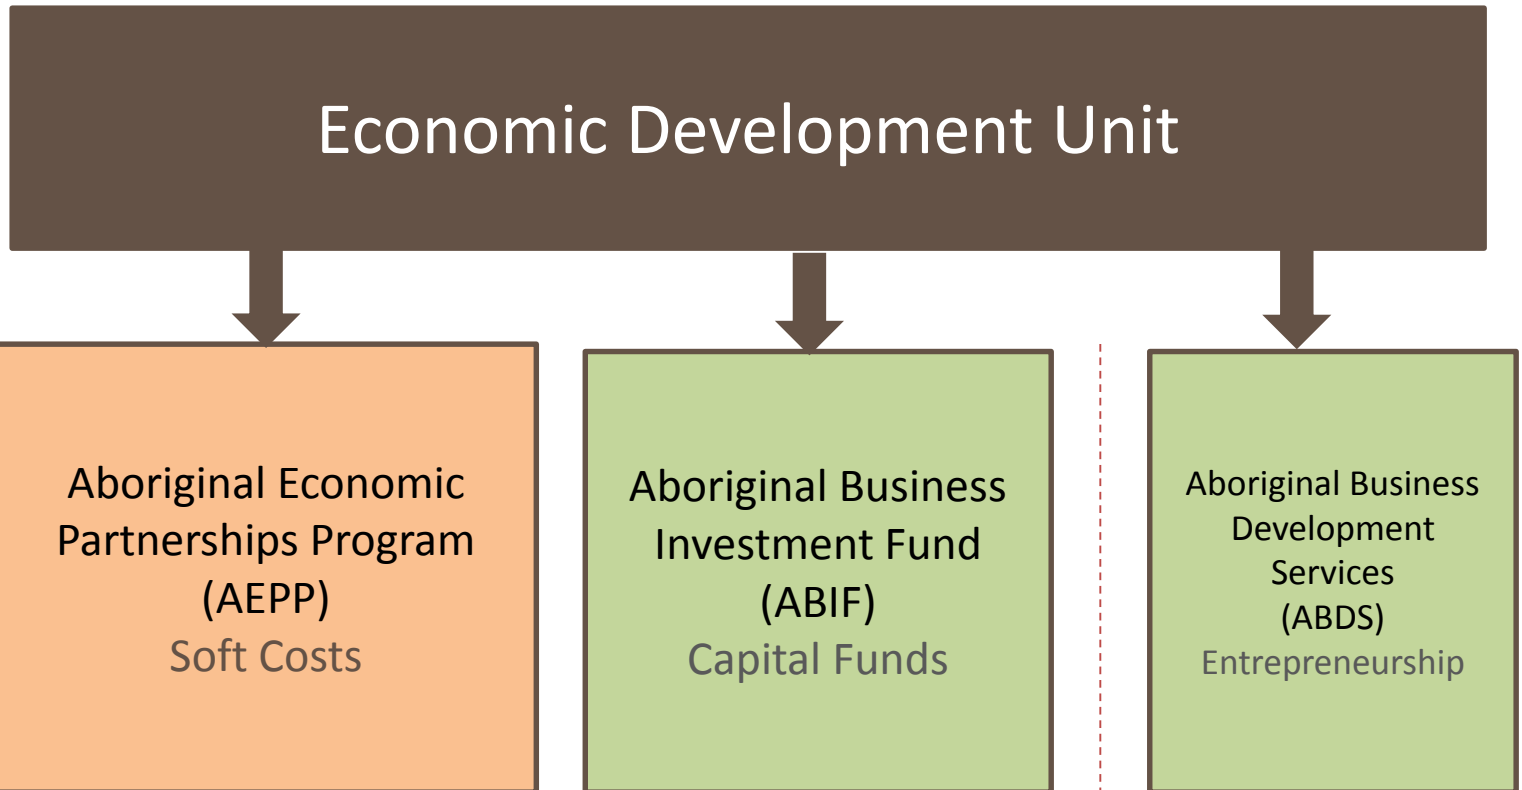 Economic Development Unit
Aboriginal Economic
Partnerships Program
(AEPP)
Soft Costs
Aboriginal Business
Investment Fund
(ABIF)
Capital Funds
Aboriginal Business
Development
Services
(ABDS)
Entrepreneurship